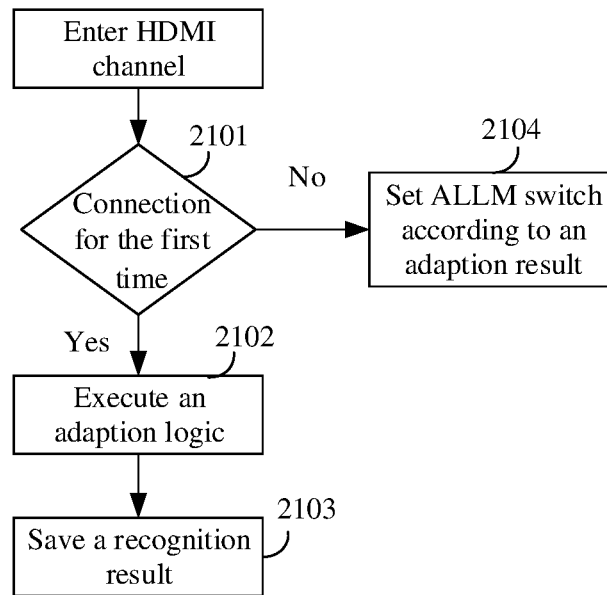 Enter HDMI
channel
2101
Connection
for the first
time
No
2104
Set ALLM switch
according to an
adaption result
Yes
2102
Execute an
adaption logic
2103
Save a recognition
result